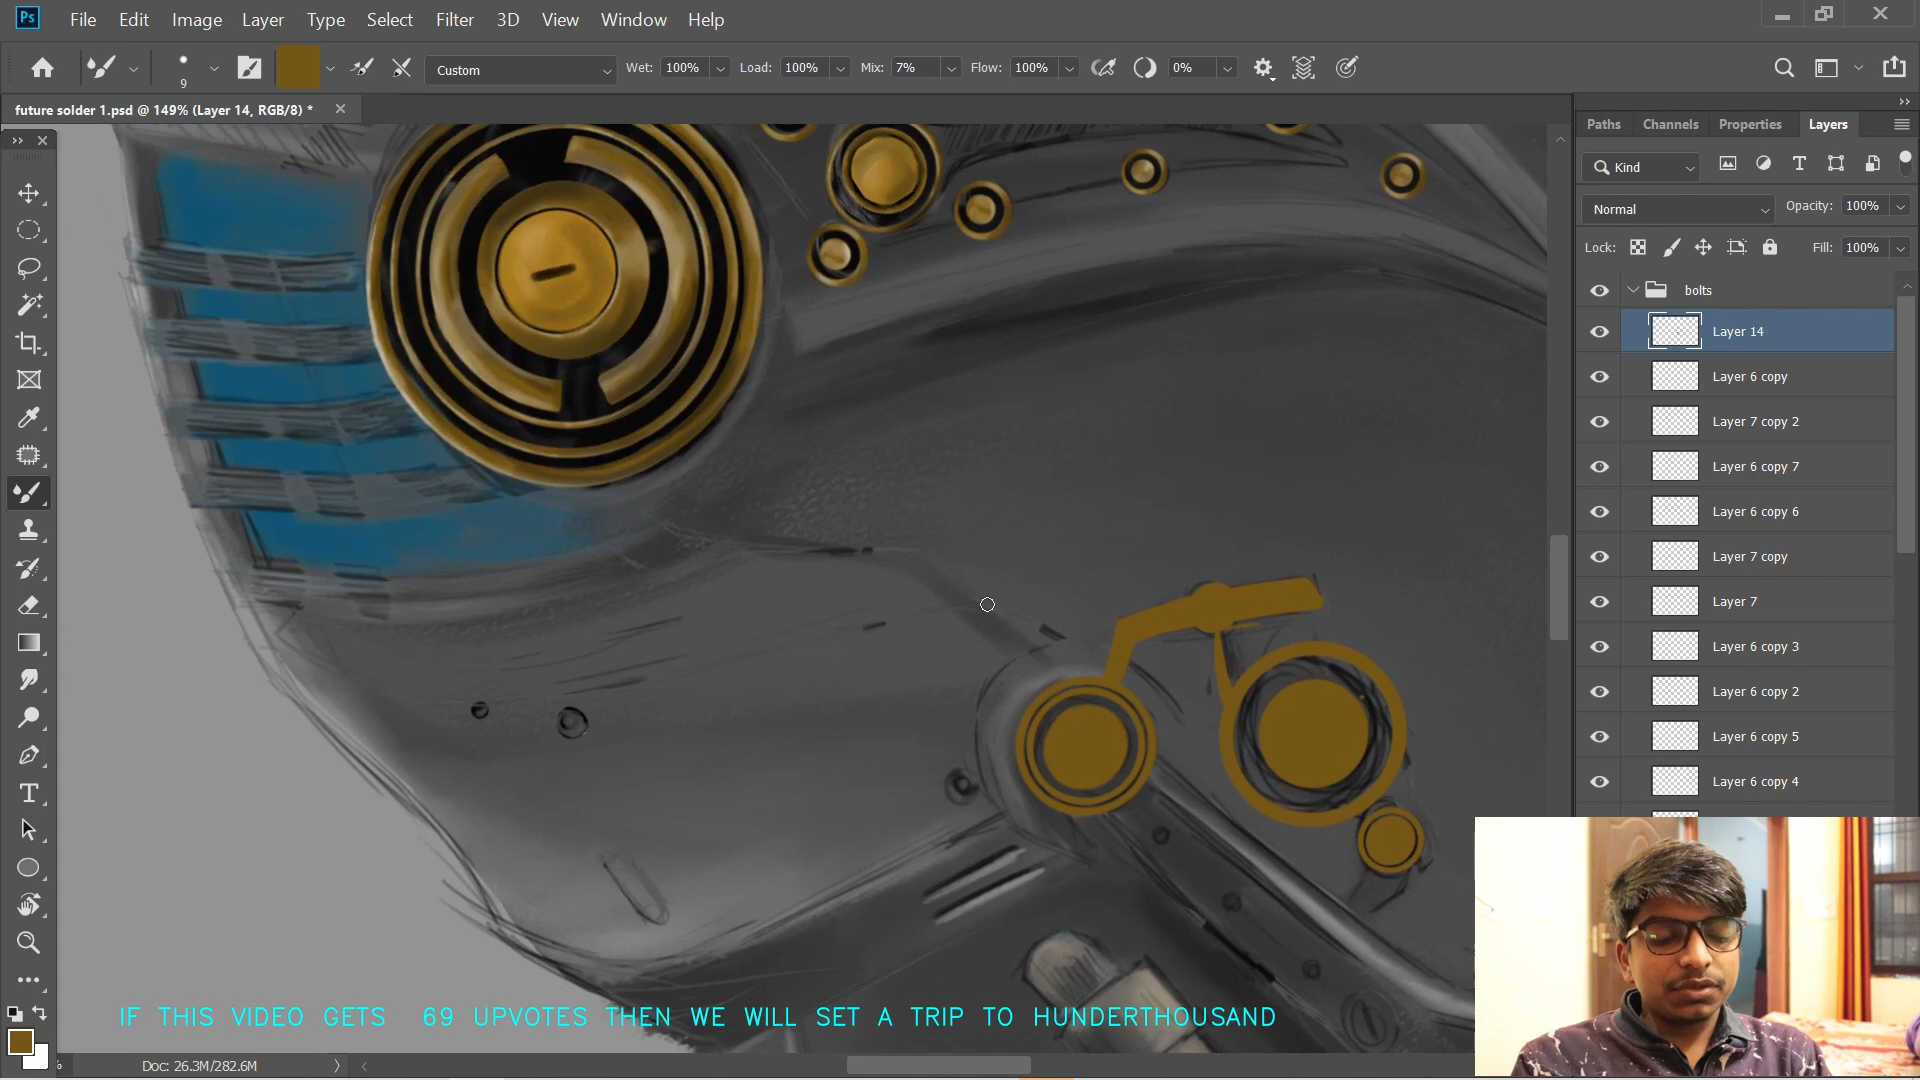 Ps File Edit Image Layer Type Select Filter 3D View Window Help
9 Custom Wet: 100% Load: 100% Mix: 7% Flow: 100% 0%
future solder 1.psd @ 149% (Layer 14, RGB/8) *
Paths Channels Properties Layers
Kind
Normal Opacity: 100%
Lock: Fill: 100%
bolts
Layer 14
Layer 6 copy
Layer 7 copy 2
Layer 6 copy 7
Layer 6 copy 6
Layer 7 copy
Layer 7
Layer 6 copy 3
Layer 6 copy 2
Layer 6 copy 5
Layer 6 copy 4
IF THIS VIDEO GETS 69 UPVOTES THEN WE WILL SET A TRIP TO HUNDERTHOUSAND
% Doc: 26.3M/282.6M